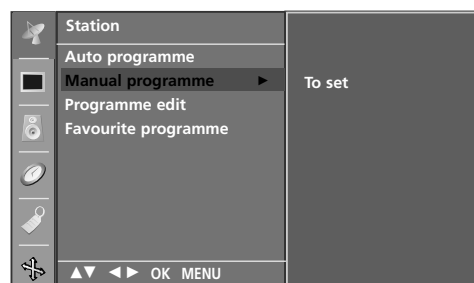 Station
Auto programme
Manual programme ►
To set
Programme edit
Favourite programme
▲▼ ◄► OK MENU